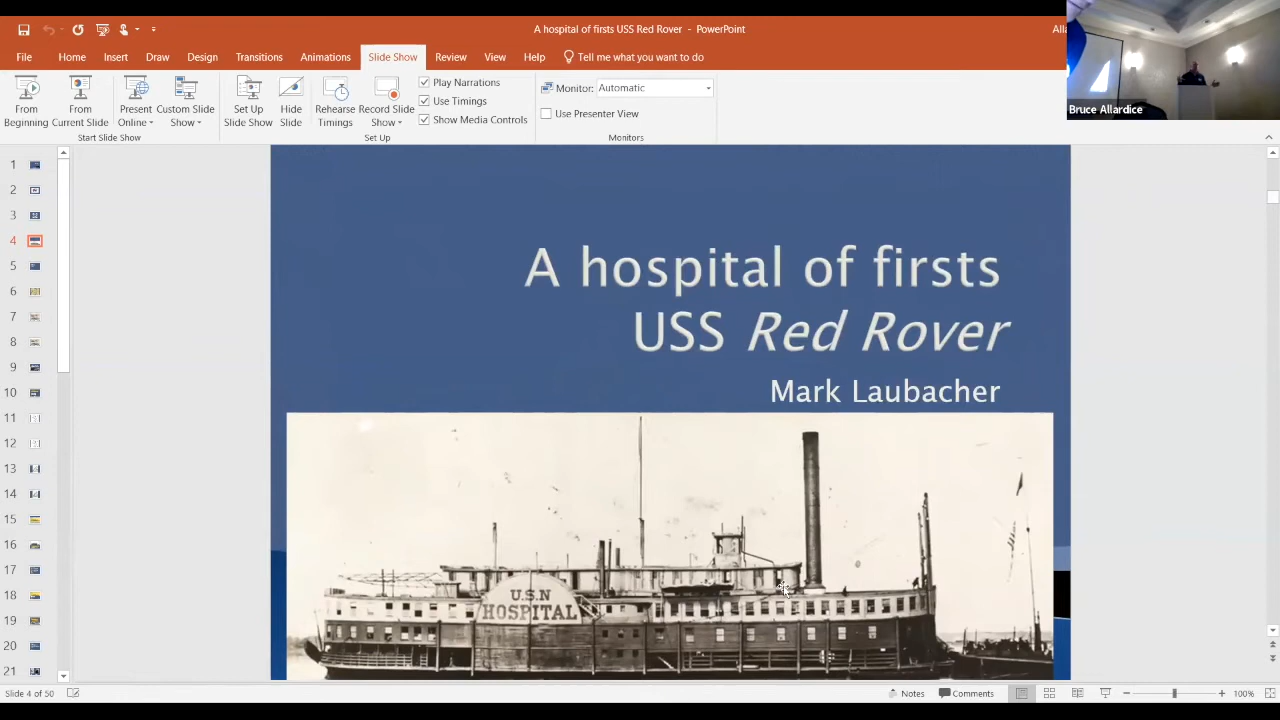 A hospital of firsts USS Red Rover - PowerPoint
Alla
Bruce Allardice
File Home Insert Draw Design Transitions Animations Slide Show Review View Help Tell me what you want to do
From Beginning
From Current Slide
Present Online
Custom Slide Show
Set Up Slide Show
Hide Slide
Rehearse Timings
Record Slide Show
Play Narrations
Use Timings
Show Media Controls
Monitor: Automatic
Use Presenter View
Start Slide Show
Set Up
Monitors
1
2
3
4
5
6
7
8
9
10
11
12
13
14
15
16
17
18
19
20
21
A hospital of firsts
USS Red Rover
Mark Laubacher
U.S.N
HOSPITAL
Slide 4 of 50
Notes
Comments
100%